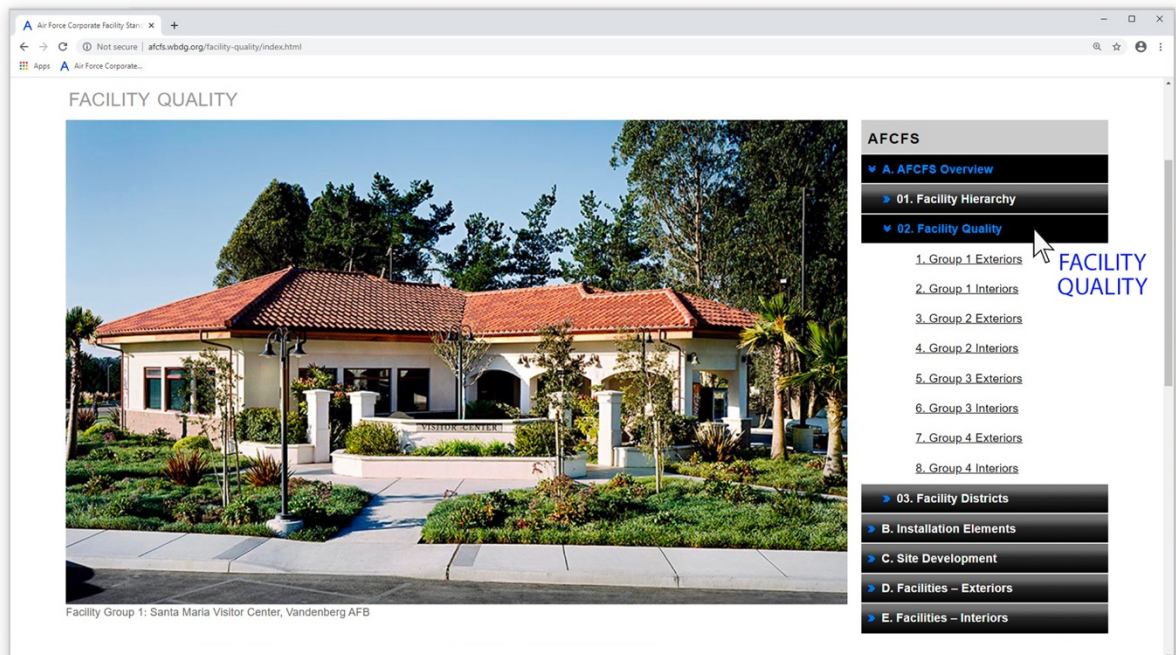 Air Force Corporate Facility Stan
Not secure | afcfs.wbdg.org/facility-quality/index.html
Apps
Air Force Corporate...
FACILITY QUALITY
VISITOR CENTER
Facility Group 1: Santa Maria Visitor Center, Vandenberg AFB
AFCFS
A. AFCFS Overview
01. Facility Hierarchy
02. Facility Quality
1. Group 1 Exteriors
2. Group 1 Interiors
3. Group 2 Exteriors
4. Group 2 Interiors
5. Group 3 Exteriors
6. Group 3 Interiors
7. Group 4 Exteriors
8. Group 4 Interiors
03. Facility Districts
B. Installation Elements
C. Site Development
D. Facilities – Exteriors
E. Facilities – Interiors
FACILITY
QUALITY